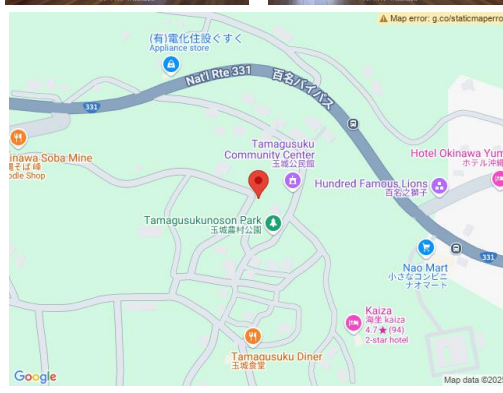 Map error: g.co/staticmaperro
(有)電化住設ぐすく
Appliance store
Nat'l Rte 331
百名バイパス
331
Tamagusuku
Community Center
玉城公民館
inawa Soba Mine
縄そば 峰
odle Shop
Hotel Okinawa Yum
ホテル沖縄
Hundred Famous Lions
百名之獅子
Tamagusukunoson Park
玉城農村公園
331
Nao Mart
小さなコンビニ
ナオマート
Kaiza
海坐 kaiza
4.7★(94)
2-star hotel
Tamagusuku Diner
玉城食堂
Google
Map data ©2025